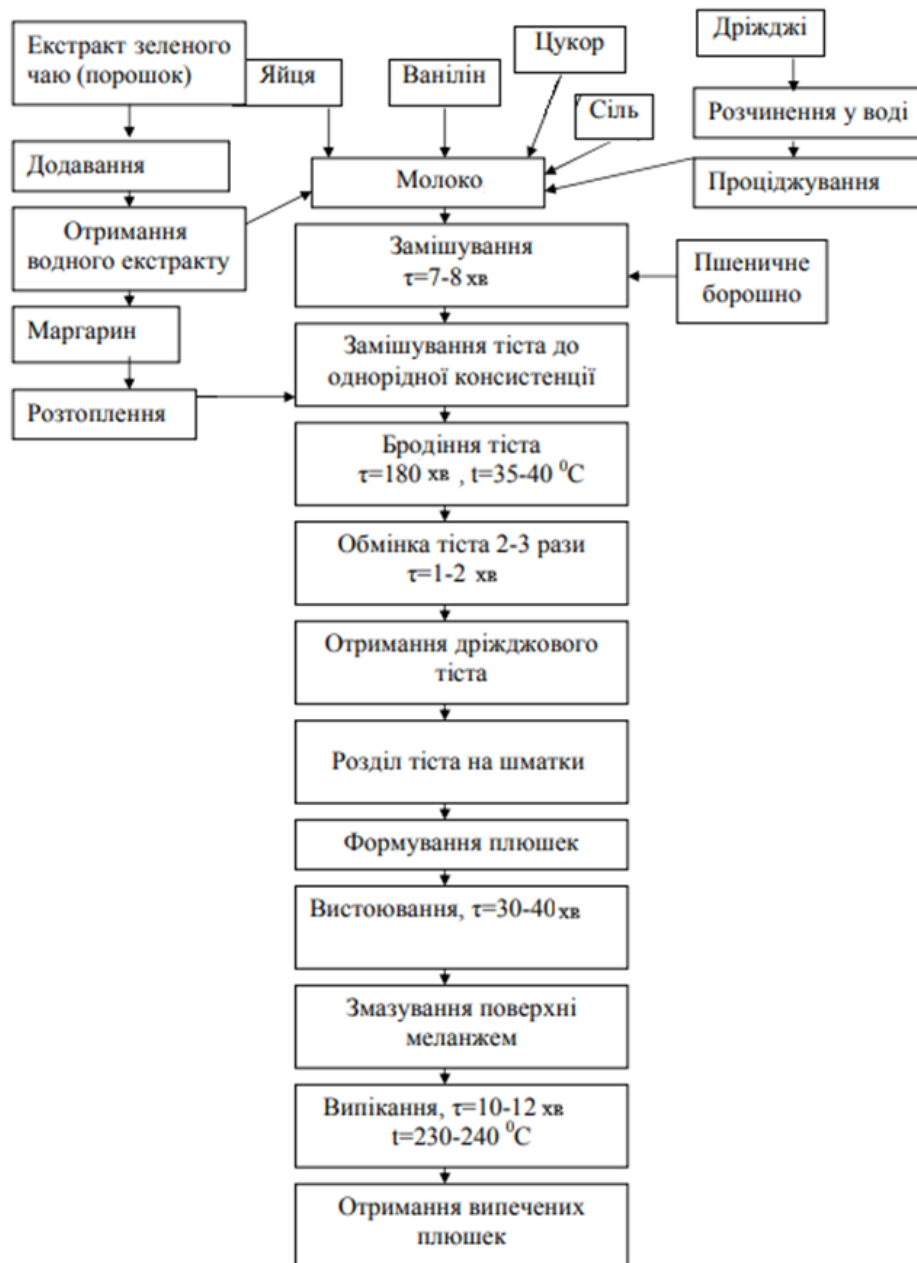 Екстракт зеленого
чаю (порошок)
Яйця
Ванілін
Цукор
Сіль
Дріжджі
Розчинення у воді
Проціджування
Додавання
Молоко
Отримання
водного екстракту
Замішування
τ=7-8 хв
Пшеничне
борошно
Маргарин
Розтоплення
Замішування тіста до
однорідної консистенції
Бродіння тіста
τ=180 хв , t=35-40 ⁰С
Обмінка тіста 2-3 рази
τ=1-2 хв
Отримання дріжджового
тіста
Розділ тіста на шматки
Формування плюшек
Вистоювання, τ=30-40 хв
Змазування поверхні
меланжем
Випікання, τ=10-12 хв
t=230-240 ⁰С
Отримання випечених
плюшек